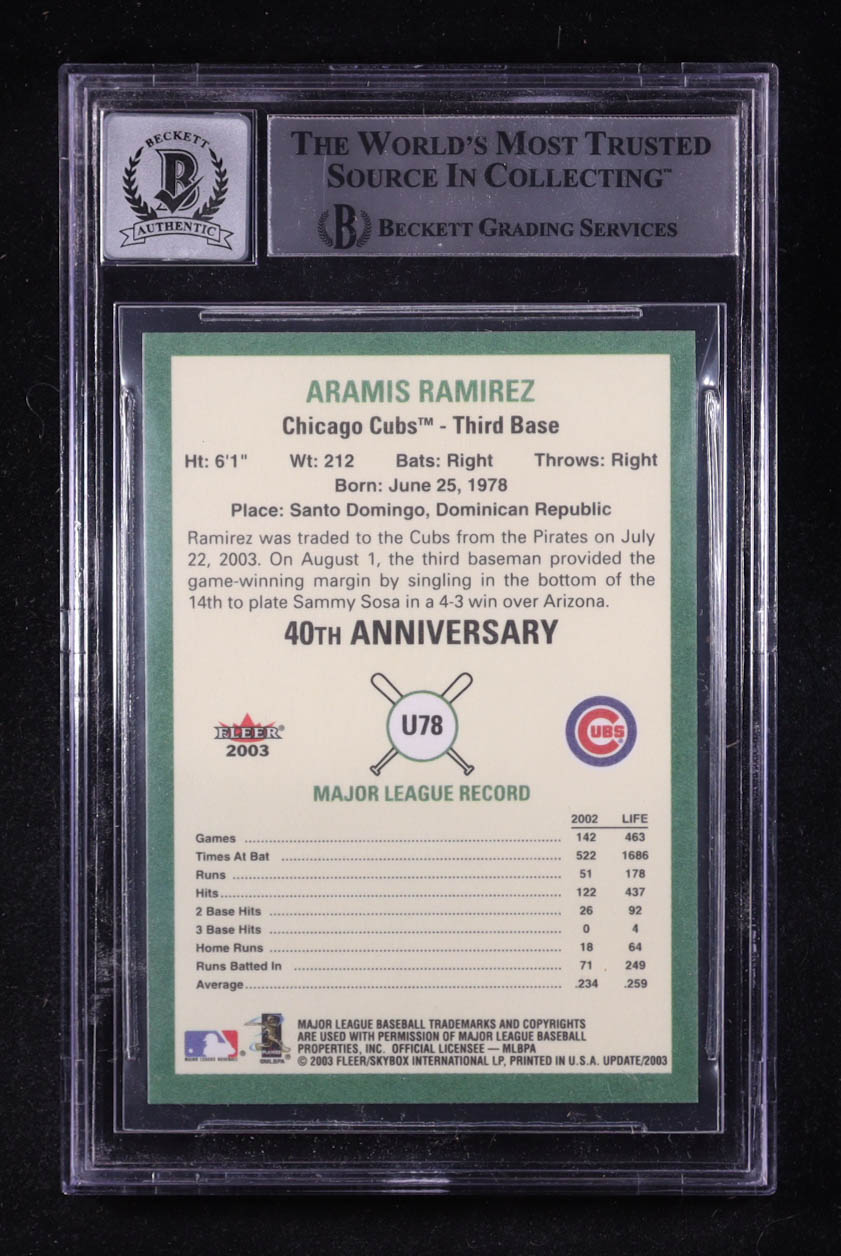 BECKETT
B
AUTHENTIC
THE WORLD'S MOST TRUSTED
SOURCE IN COLLECTING™
B BECKETT GRADING SERVICES
ARAMIS RAMIREZ
Chicago Cubs™ - Third Base
Ht: 6'1" Wt: 212 Bats: Right Throws: Right
Born: June 25, 1978
Place: Santo Domingo, Dominican Republic
Ramirez was traded to the Cubs from the Pirates on July
22, 2003. On August 1, the third baseman provided the
game-winning margin by singling in the bottom of the
14th to plate Sammy Sosa in a 4-3 win over Arizona.
40TH ANNIVERSARY
FLEER®
2003
U78
CUBS
MAJOR LEAGUE RECORD
2002 LIFE
Games 142 463
Times At Bat 522 1686
Runs 51 178
Hits 122 437
2 Base Hits 26 92
3 Base Hits 0 4
Home Runs 18 64
Runs Batted In 71 249
Average .234 .259
MAJOR LEAGUE BASEBALL TRADEMARKS AND COPYRIGHTS
ARE USED WITH PERMISSION OF MAJOR LEAGUE BASEBALL
PROPERTIES, INC. OFFICIAL LICENSEE — MLBPA
© 2003 FLEER/SKYBOX INTERNATIONAL LP, PRINTED IN U.S.A. UPDATE/2003